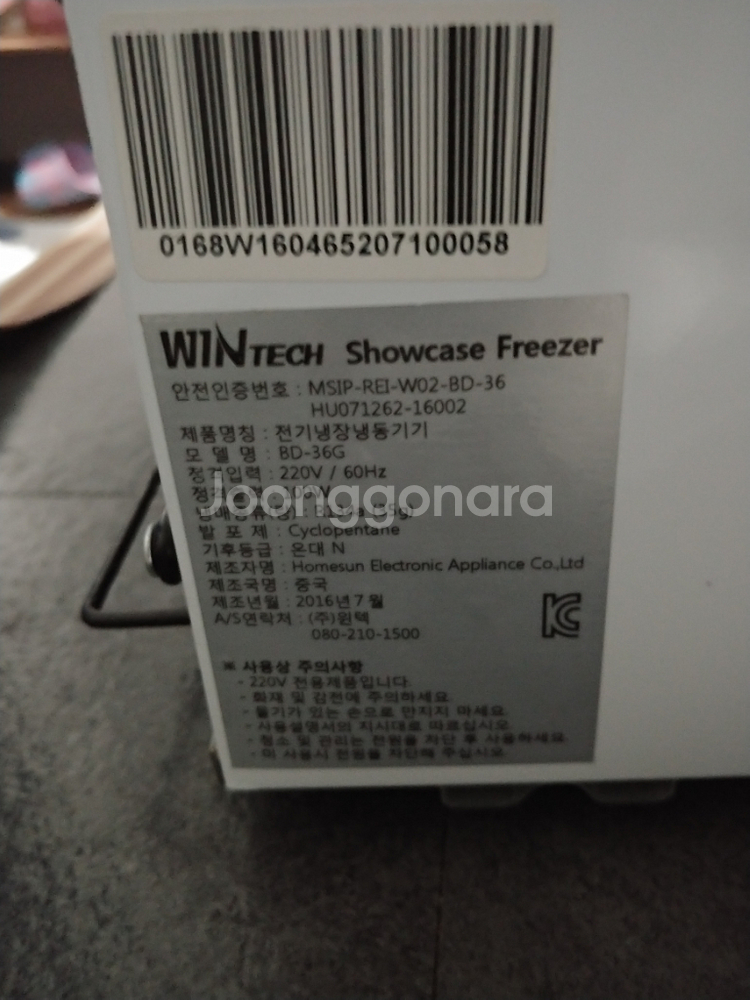 0168W160465207100058
WINTECH Showcase Freezer
안전인증번호 : MSIP-REI-W02-BD-36
HU071262-16002
제품명칭 : 전기냉장냉동기기
모 델 명 : BD-36G
정격입력 : 220V / 60Hz
Joonggonara
발 포 제 : Cyclopentane
기후등급 : 온대 N
제조자명 : Homesun Electronic Appliance Co.,Ltd
제조국명 : 중국
제조년월 : 2016년 7월
A/S연락처 : (주)윈텍
080-210-1500
※ 사용상 주의사항
- 220V 전용제품입니다.
- 화재 및 감전에 주의하세요.
- 물기가 있는 손으로 만지지 마세요.
- 사용설명서의 지시대로 따르십시오.
- 청소 및 관리는 전원을 차단 후 사용하세요.
- 미 사용시 전원을 차단해 주십시오.